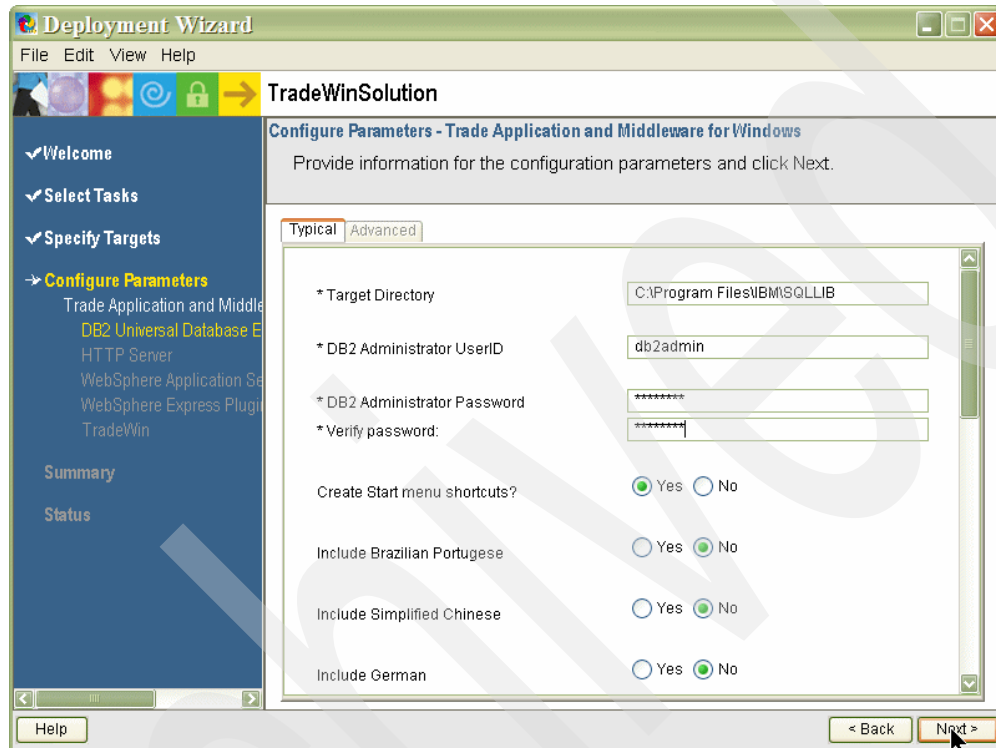 Deployment Wizard
File Edit View Help
TradeWinSolution
Configure Parameters - Trade Application and Middleware for Windows
Provide information for the configuration parameters and click Next.
Welcome
Select Tasks
Specify Targets
Configure Parameters
Trade Application and Middle
DB2 Universal Database E
HTTP Server
WebSphere Application Se
WebSphere Express Plugi
TradeWin
Summary
Status
Typical Advanced
* Target Directory C:\Program Files\IBM\SQLLIB
* DB2 Administrator UserID db2admin
* DB2 Administrator Password ********
* Verify password: ********
Create Start menu shortcuts? Yes No
Include Brazilian Portugese Yes No
Include Simplified Chinese Yes No
Include German Yes No
Help < Back Next >